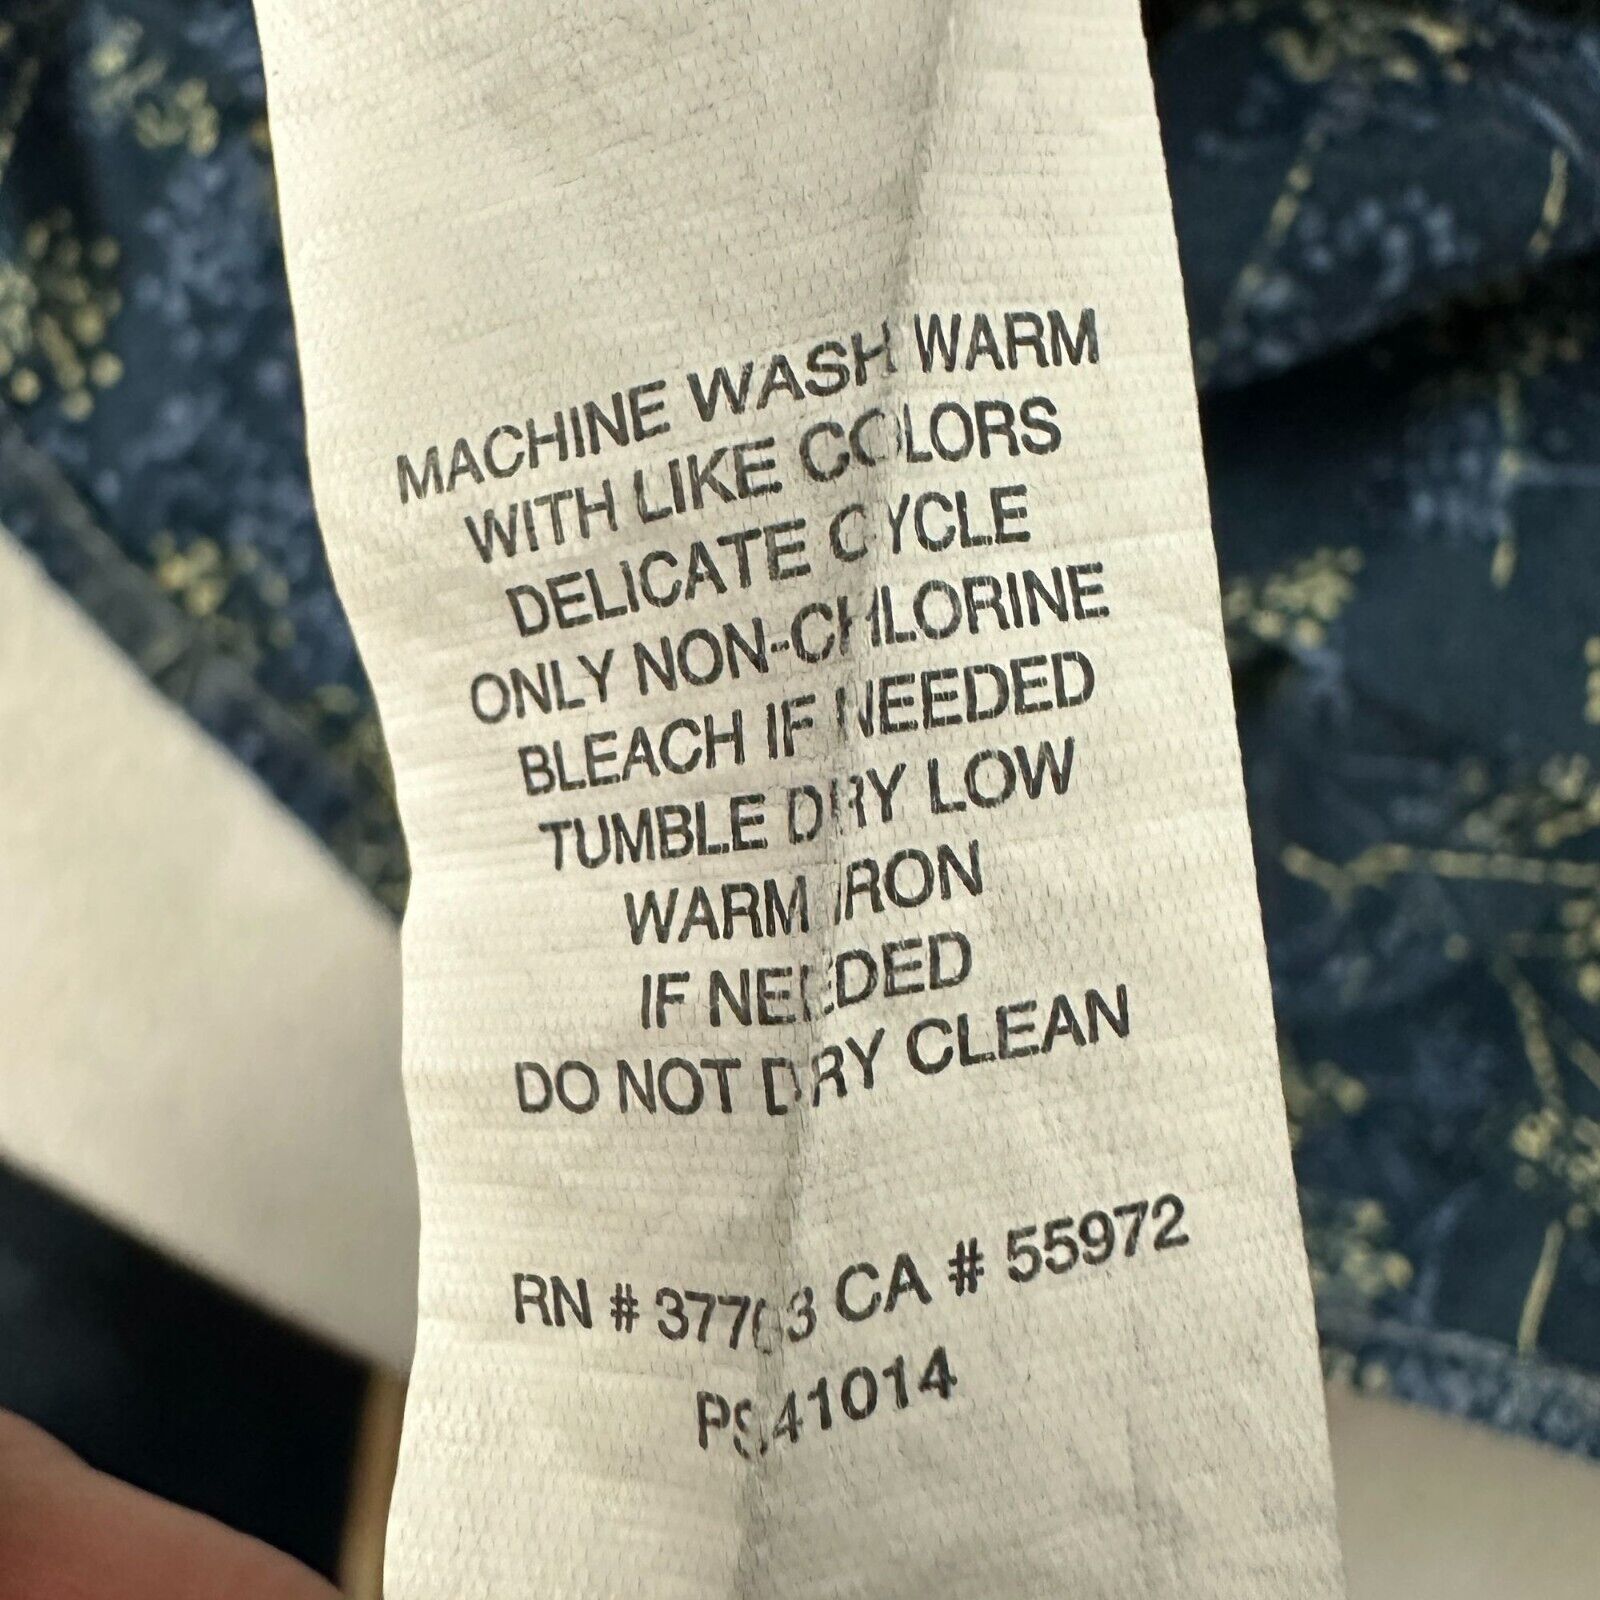 MACHINE WASH WARM
WITH LIKE COLORS
DELICATE CYCLE
ONLY NON-CHLORINE
BLEACH IF NEEDED
TUMBLE DRY LOW
WARM IRON
IF NEEDED
DO NOT DRY CLEAN
RN # CA # 55972
PS41014